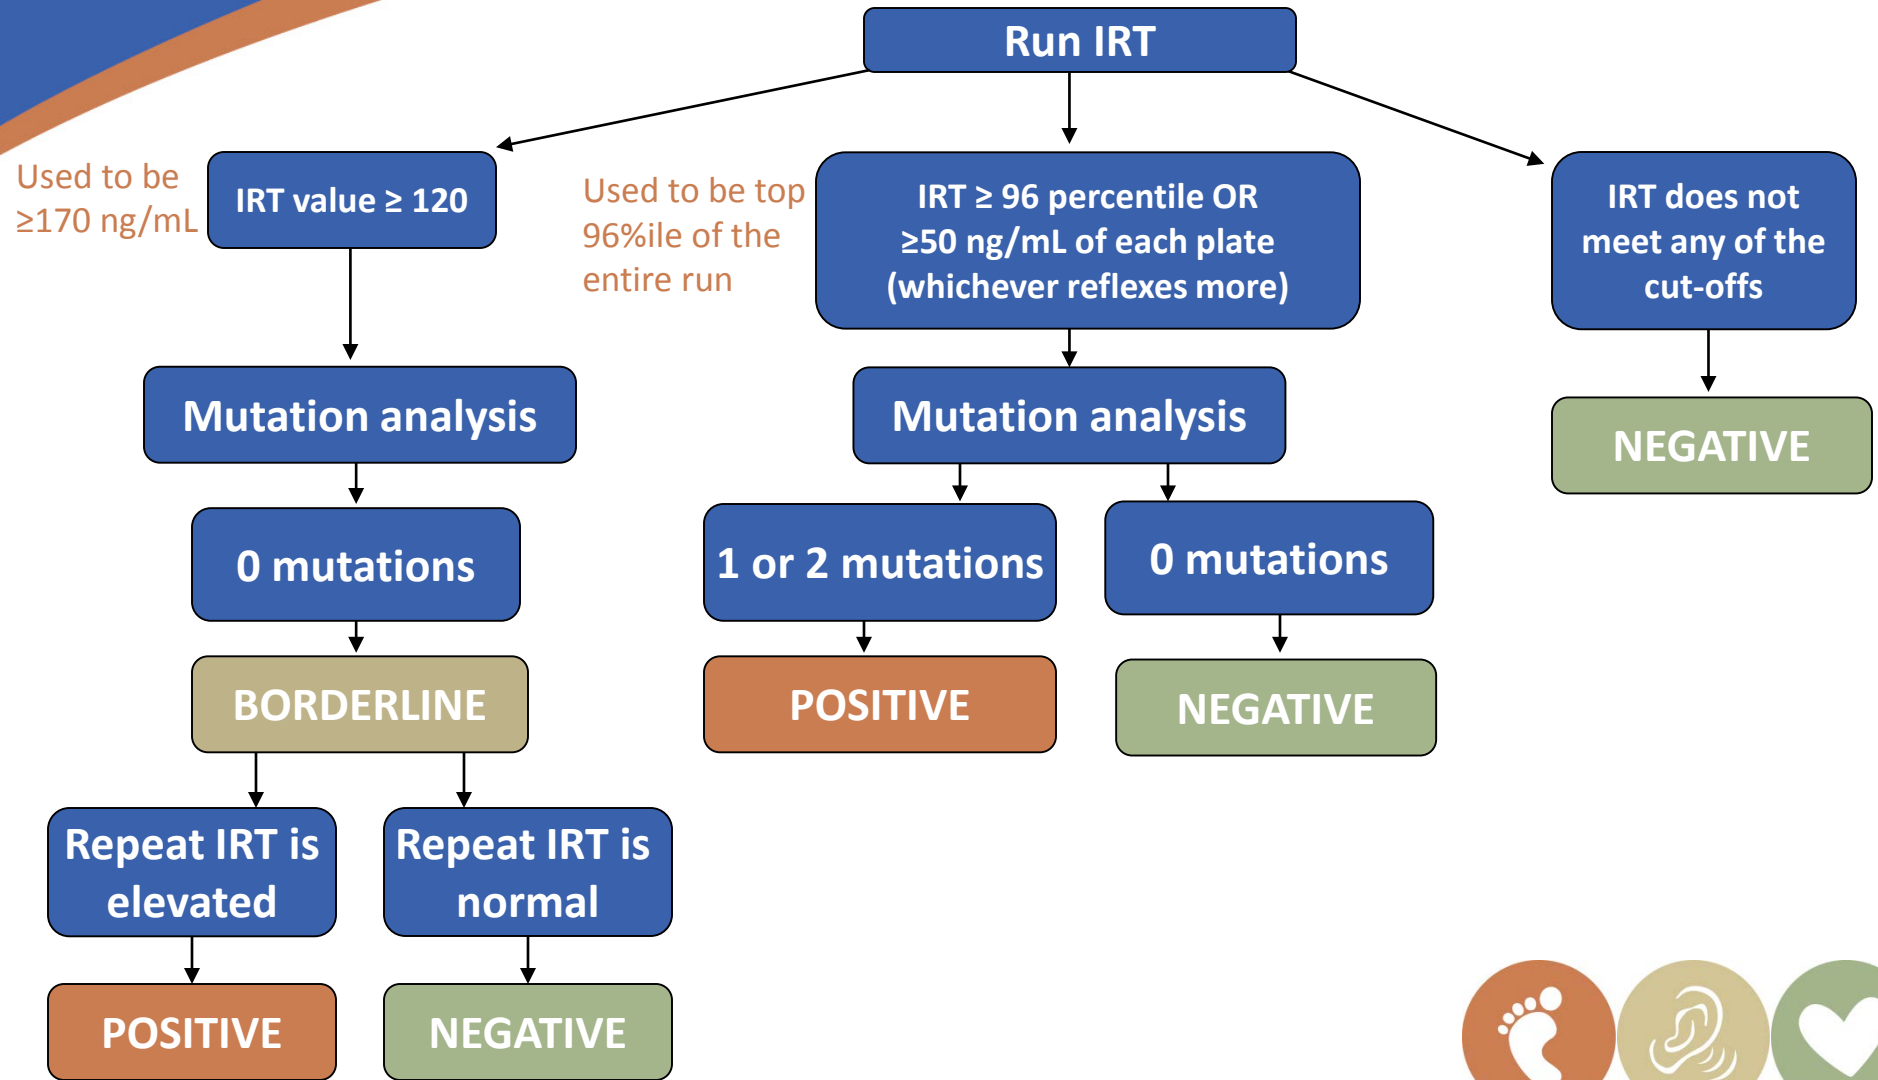 Run IRT
Used to be
≥170 ng/mL
IRT value ≥ 120
Used to be top
96%ile of the
entire run
IRT ≥ 96 percentile OR
≥50 ng/mL of each plate
(whichever reflexes more)
IRT does not
meet any of the
cut-offs
Mutation analysis
Mutation analysis
NEGATIVE
0 mutations
1 or 2 mutations
0 mutations
BORDERLINE
POSITIVE
NEGATIVE
Repeat IRT is
elevated
Repeat IRT is
normal
POSITIVE
NEGATIVE